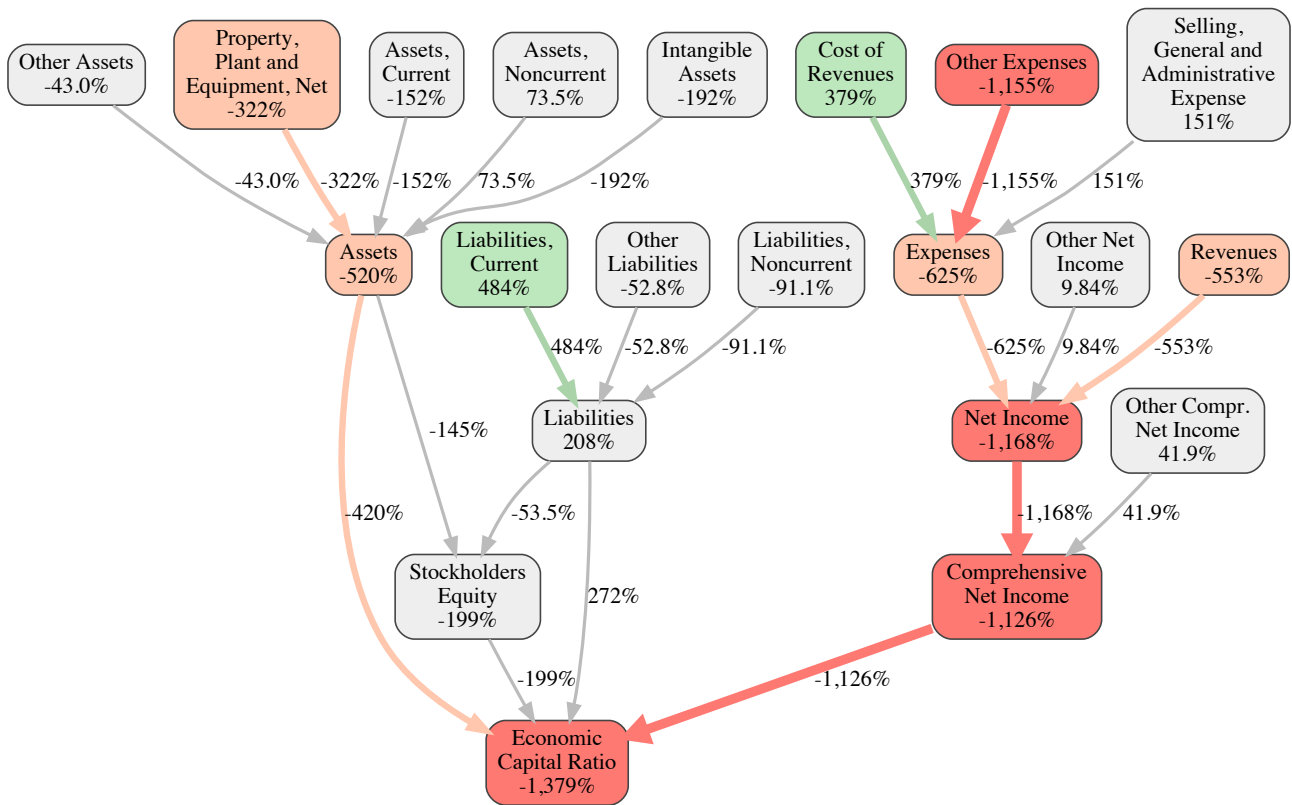 Other Assets
-43.0%
Property,
Plant and
Equipment, Net
-322%
Assets,
Current
-152%
Assets,
Noncurrent
73.5%
Intangible
Assets
-192%
Cost of
Revenues
379%
Other Expenses
-1,155%
Selling,
General and
Administrative
Expense
151%
-43.0%
-322%
-152%
73.5%
-192%
379%
-1,155%
151%
Assets
-520%
Liabilities,
Current
484%
Other
Liabilities
-52.8%
Liabilities,
Noncurrent
-91.1%
Expenses
-625%
Other Net
Income
9.84%
Revenues
-553%
484%
-52.8%
-91.1%
-625%
9.84%
-553%
-145%
Liabilities
208%
Net Income
-1,168%
Other Compr.
Net Income
41.9%
-420%
-53.5%
-1,168%
41.9%
Stockholders
Equity
-199%
272%
Comprehensive
Net Income
-1,126%
-199%
-1,126%
Economic
Capital Ratio
-1,379%